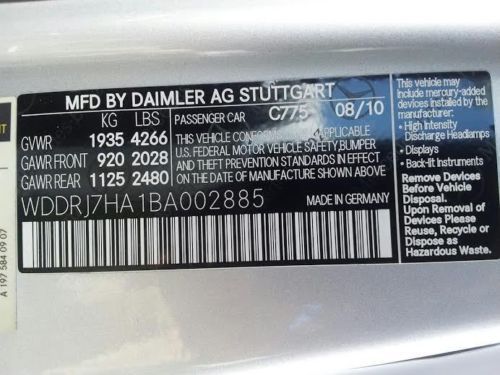 MFD BY DAIMLER AG STUTTGART
KG LBS
GVWR 1935 4266
GAWR FRONT 920 2028
GAWR REAR 1125 2480
PASSENGER CAR C775 08/10
THIS VEHICLE CONFORMS TO ALL APPLICABLE
U.S. FEDERAL MOTOR VEHICLE SAFETY, BUMPER
AND THEFT PREVENTION STANDARDS IN EFFECT
ON THE DATE OF MANUFACTURE SHOWN ABOVE
WDDRJ7HA1BA002885
MADE IN GERMANY
This vehicle may
include mercury-added
devices installed by the
manufacturer:
• High Intensity
Discharge Headlamps
• Displays
• Back-lit Instruments
Remove Devices
Before Vehicle
Disposal.
Upon Removal of
Devices Please
Reuse, Recycle or
Dispose as
Hazardous Waste.
A 197 584 09 07